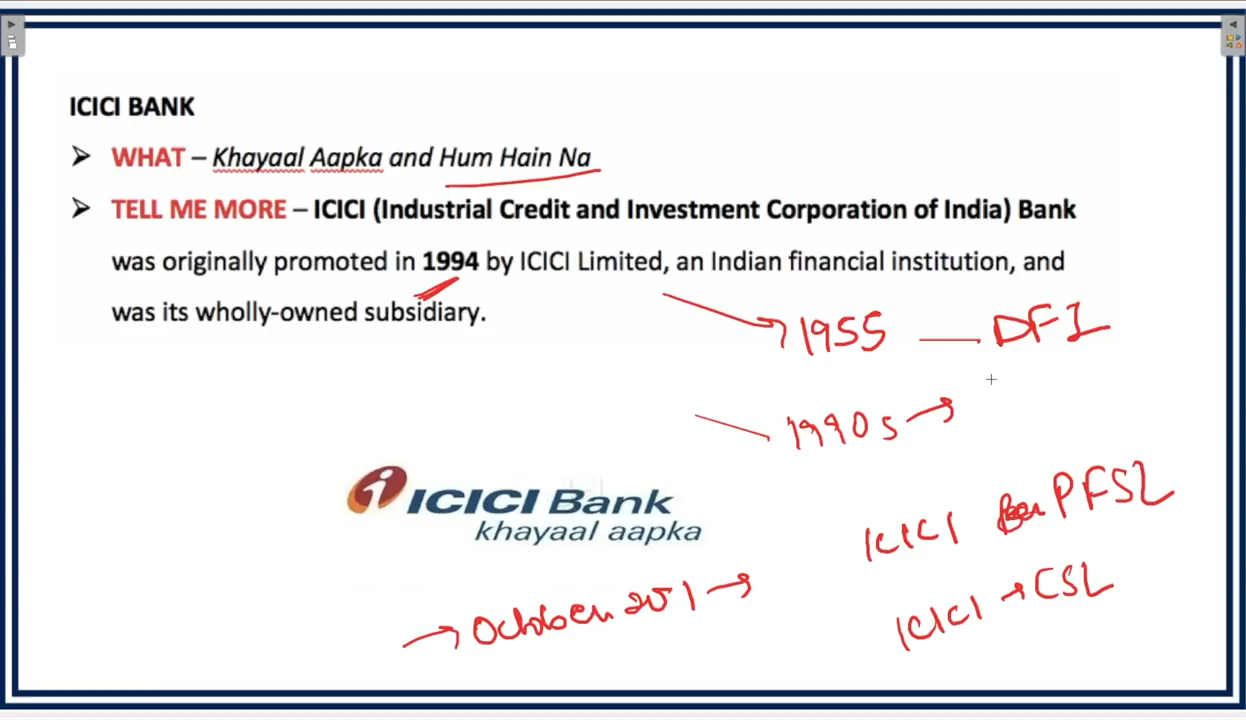 ICICI BANK
➤ WHAT – Khayaal Aapka and Hum Hain Na
➤ TELL ME MORE – ICICI (Industrial Credit and Investment Corporation of India) Bank
was originally promoted in 1994 by ICICI Limited, an Indian financial institution, and
was its wholly-owned subsidiary.
1955 — DFI
1990s →
ICICI Bank
khayaal aapka
ICICI PFSL
→ October 2001 →
ICICI → CSL